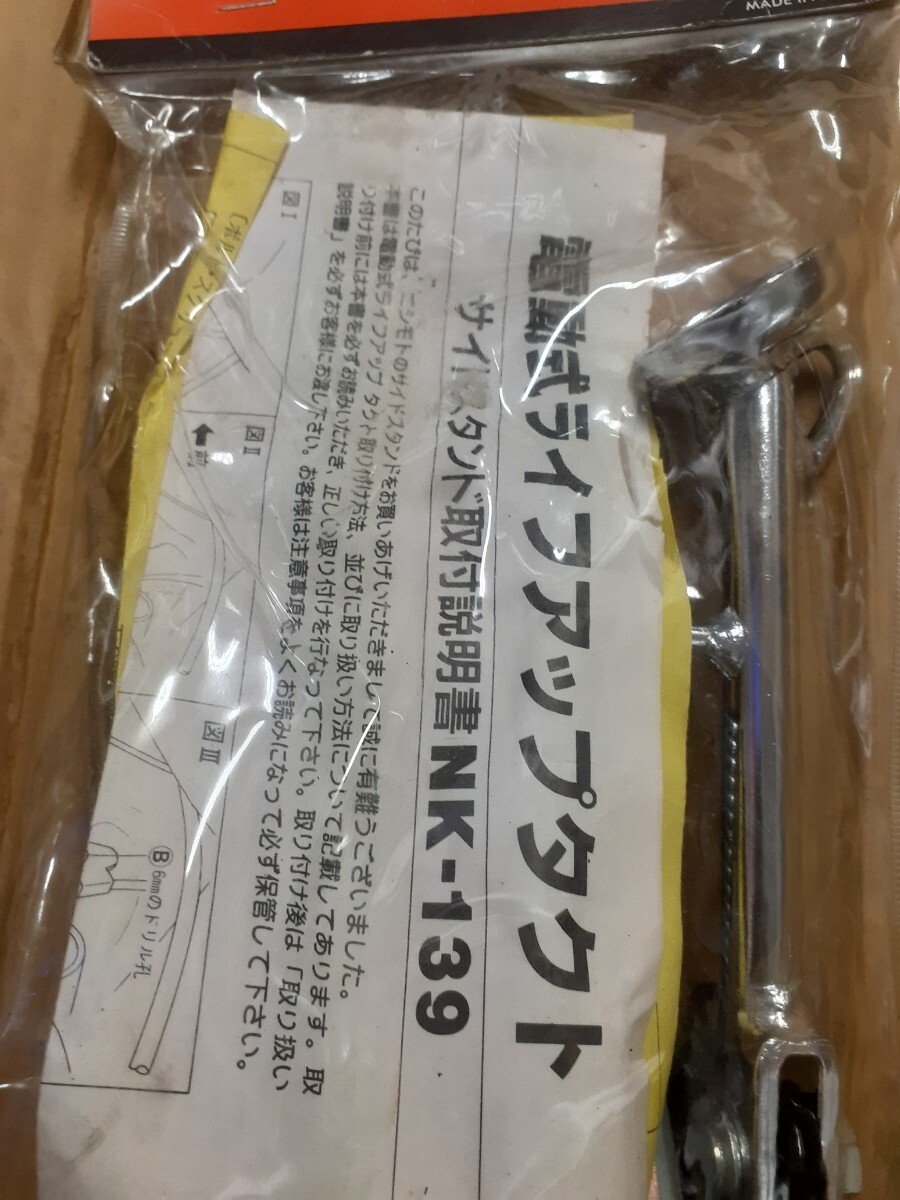 MADE IN
電動式ライフアップタクト
サイドスタンド取付説明書NK-139
このたびは、ニシモトのサイドスタンドをお買いあげいただきまして誠に有難うございました。
本書は電動式ライフアップタクト取り付け方法、並びに取り扱い方法について記載してあります。取
り付け前には本書を必ずお読みいただき、正しい取り付けを行なって下さい。取り付け後は「取り扱い
説明書」を必ずお客様にお渡し下さい。お客様は注意事項をよくお読みになって必ず保管して下さい。
図I
図II
前
図III
Ⓑ6mmのドリル孔